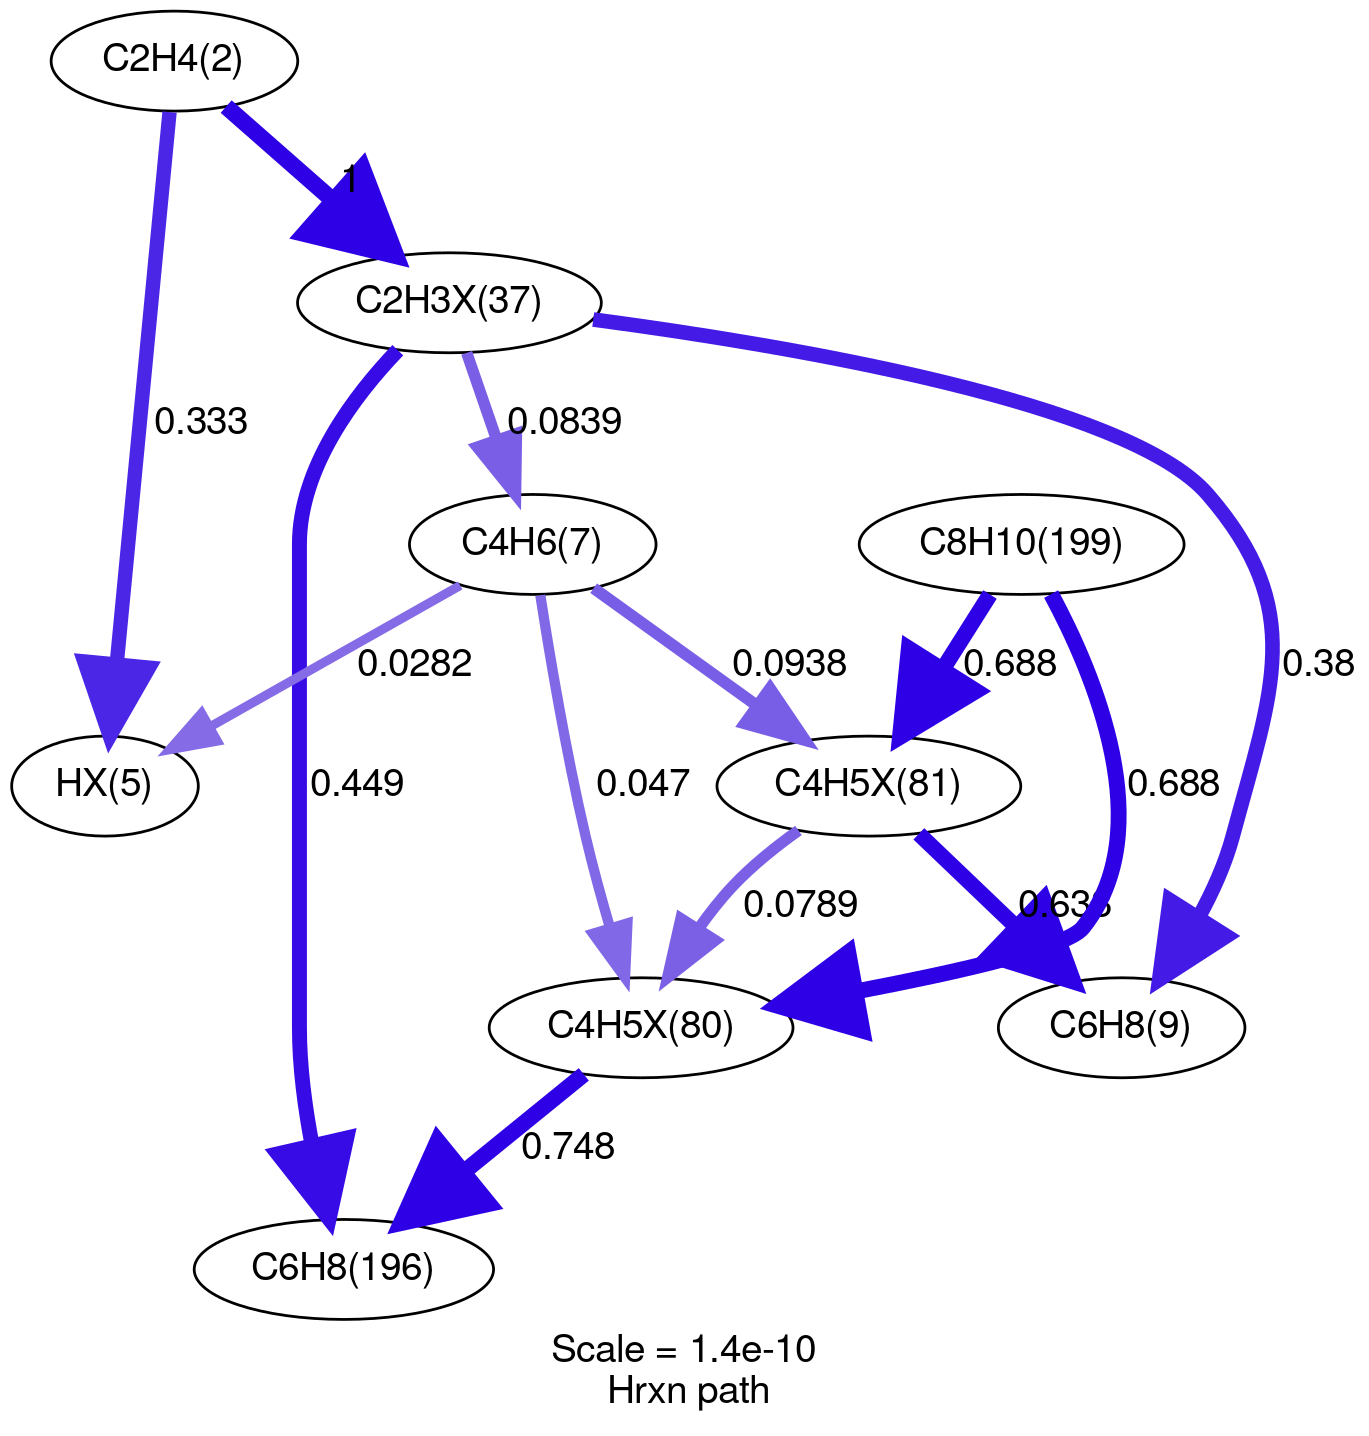 C2H4(2)
1
C2H3X(37)
0.333
0.0839
C4H6(7)
C8H10(199)
0.0282
0.0938
0.688
0.38
HX(5)
0.449
0.047
C4H5X(81)
0.688
0.0789
C4H5X(80)
C6H8(9)
0.748
C6H8(196)
Scale = 1.4e-10
Hrxn path